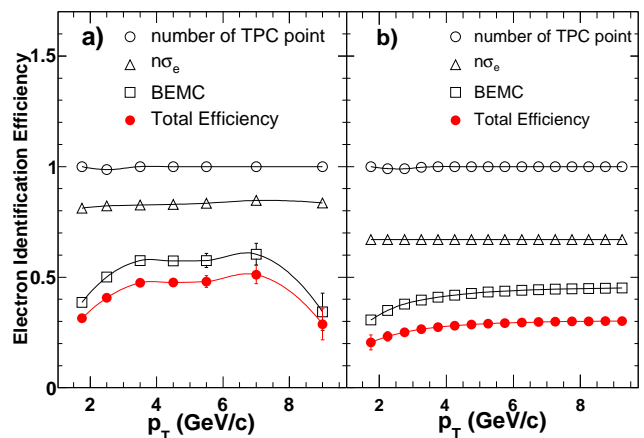 Electron Identification Efficiency
a)
number of TPC point
nσe
BEMC
Total Efficiency
1.5
1
0.5
0
2 4 6 8
pT (GeV/c)
b)
number of TPC point
nσe
BEMC
Total Efficiency
2 4 6 8
pT (GeV/c)